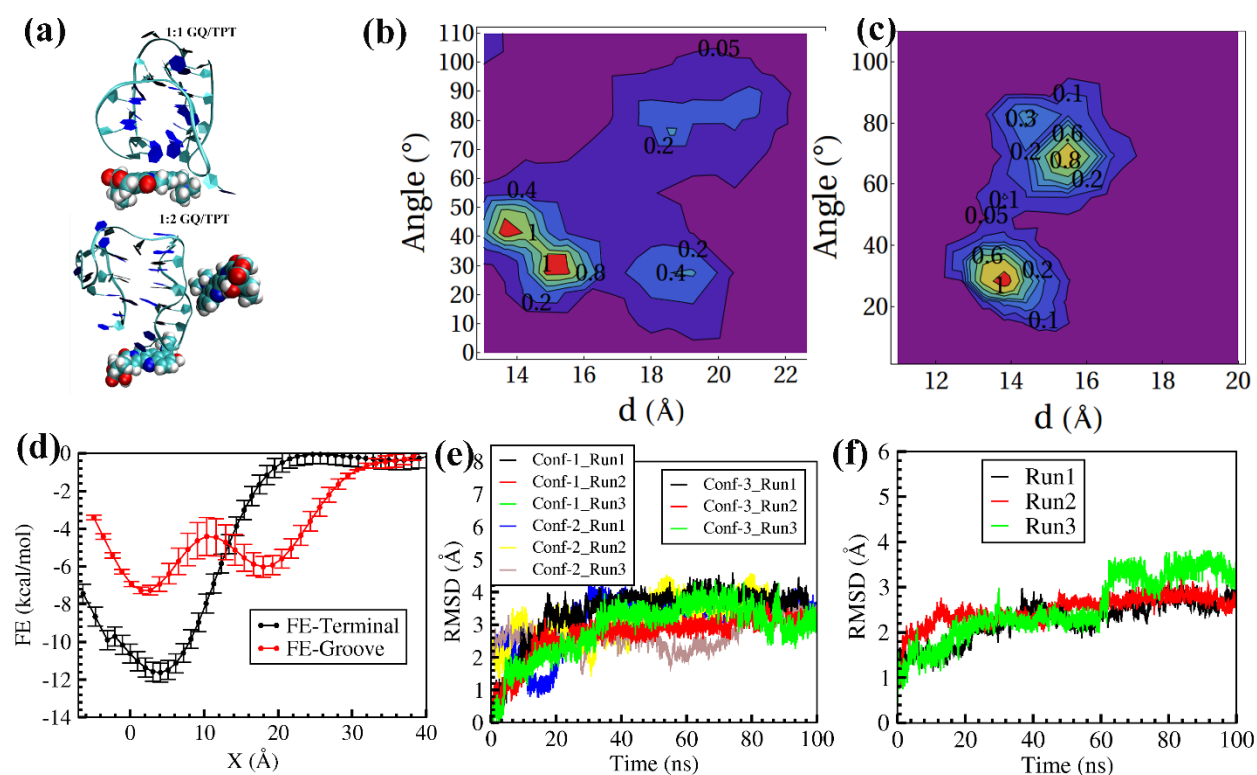 (a)
1:1 GQ/TPT
1:2 GQ/TPT
(b)
110
100
90
80
70
60
50
40
30
20
10
0
Angle (°)
14
16
18
20
22
d (Å)
0.05
0.2
0.4
1
1
0.8
0.2
0.2
0.4
(c)
100
80
60
40
20
Angle (°)
12
14
16
18
20
d (Å)
0.1
0.3
0.6
0.2
0.8
0.2
0.1
0.05
0.6
0.2
1
0.1
(d)
0
-2
-4
-6
-8
-10
-12
-14
FE (kcal/mol)
0
10
20
30
40
X (Å)
FE-Terminal
FE-Groove
(e)
8
7
6
5
4
3
2
1
0
RMSD (Å)
Conf-1_Run1
Conf-1_Run2
Conf-1_Run3
Conf-2_Run1
Conf-2_Run2
Conf-2_Run3
Conf-3_Run1
Conf-3_Run2
Conf-3_Run3
0
20
40
60
80
100
Time (ns)
(f)
6
5
4
3
2
1
0
RMSD (Å)
Run1
Run2
Run3
0
20
40
60
80
100
Time (ns)